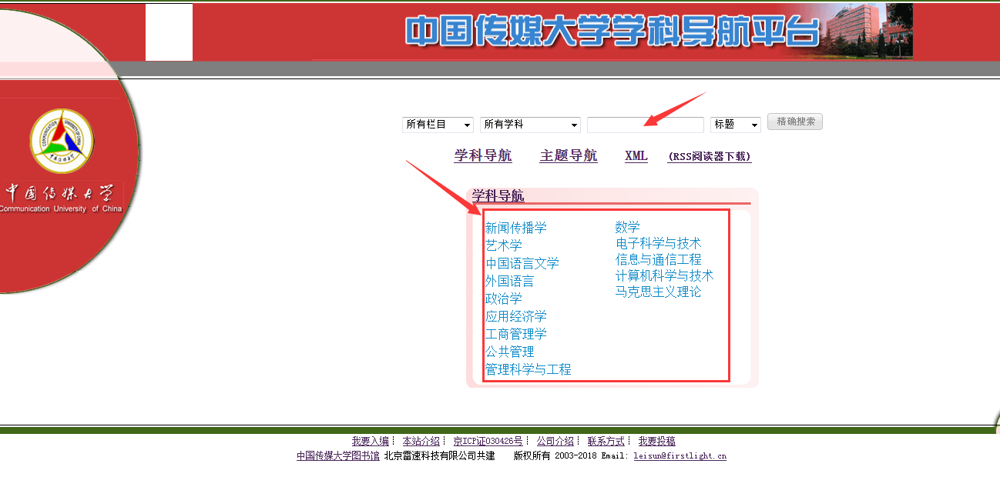 中国传媒大学学科导航平台
中国传媒大学
Communication University of China
所有栏目 所有学科 标题 精确搜索
学科导航 主题导航 XML (RSS阅读器下载)
学科导航
新闻传播学
艺术学
中国语言文学
外国语言
政治学
应用经济学
工商管理学
公共管理
管理科学与工程
数学
电子科学与技术
信息与通信工程
计算机科学与技术
马克思主义理论
我要入编┊ 本站介绍┊ 京ICP证030426号┊ 公司介绍┊ 联系方式┊ 我要投稿
中国传媒大学图书馆 北京雷速科技有限公司共建 版权所有 2003-2018 Email: leisun@firstlight.cn